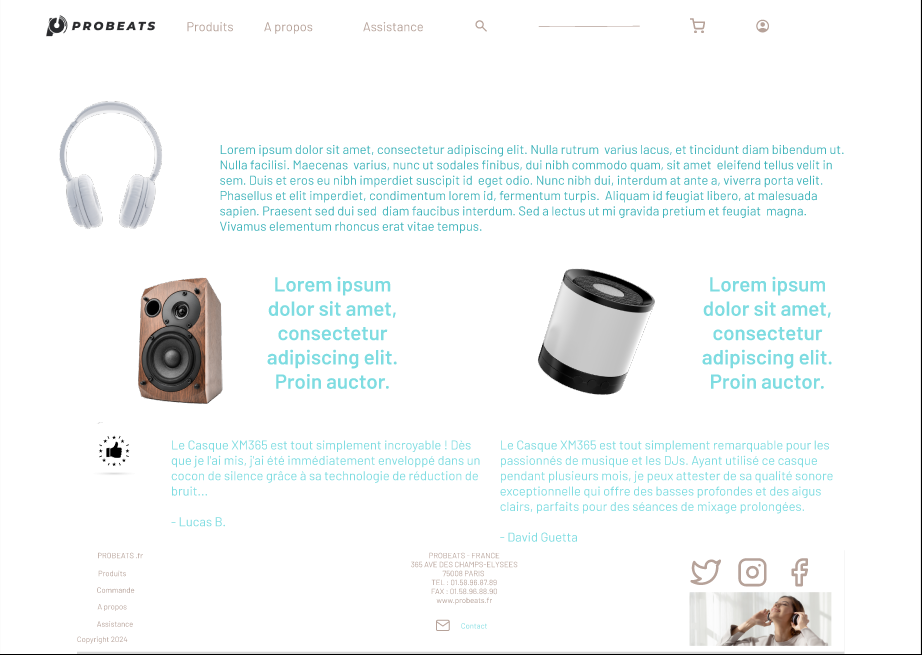 PROBEATS Produits A propos Assistance
Lorem ipsum dolor sit amet, consectetur adipiscing elit. Nulla rutrum varius lacus, et tincidunt diam bibendum ut.
Nulla facilisi. Maecenas varius, nunc ut sodales finibus, dui nibh commodo quam, sit amet eleifend tellus velit in
sem. Duis et eros eu nibh imperdiet suscipit id eget odio. Nunc nibh dui, interdum at ante a, viverra porta velit.
Phasellus et elit imperdiet, condimentum lorem id, fermentum turpis. Aliquam id feugiat libero, at malesuada
sapien. Praesent sed dui sed diam faucibus interdum. Sed a lectus ut mi gravida pretium et feugiat magna.
Vivamus elementum rhoncus erat vitae tempus.
Lorem ipsum
dolor sit amet,
consectetur
adipiscing elit.
Proin auctor.
Lorem ipsum
dolor sit amet,
consectetur
adipiscing elit.
Proin auctor.
Le Casque XM365 est tout simplement incroyable ! Dès
que je l'ai mis, j'ai été immédiatement enveloppé dans un
cocon de silence grâce à sa technologie de réduction de
bruit...
- Lucas B.
Le Casque XM365 est tout simplement remarquable pour les
passionnés de musique et les DJs. Ayant utilisé ce casque
pendant plusieurs mois, je peux attester de sa qualité sonore
exceptionnelle qui offre des basses profondes et des aigus
clairs, parfaits pour des séances de mixage prolongées.
- David Guetta
PROBEATS .fr
Produits
Commande
A propos
Assistance
Copyright 2024
PROBEATS - FRANCE
365 AVE DES CHAMPS-ELYSEES
75008 PARIS
TEL : 01.58.96.87.89
FAX : 01.58.96.88.90
www.probeats.fr
Contact